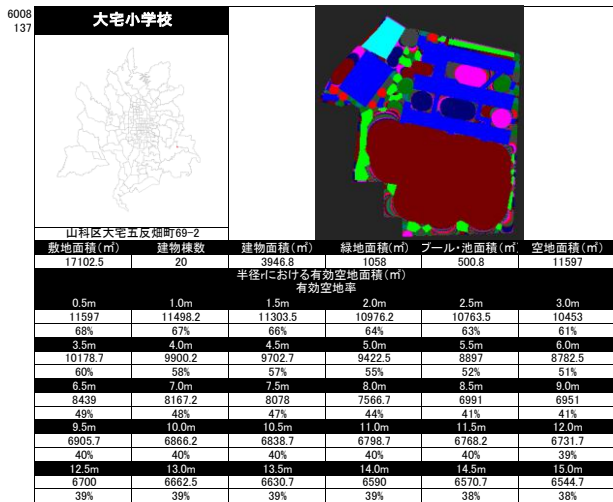 6008
137
大宅小学校
山科区大宅五反畑町69-2
敷地面積(㎡) 建物棟数 建物面積(㎡) 緑地面積(㎡) プール・池面積(㎡) 空地面積(㎡)
17102.5 20 3946.8 1058 500.8 11597
半径rにおける有効空地面積(㎡)
有効空地率
0.5m 1.0m 1.5m 2.0m 2.5m 3.0m
11597 11498.2 11303.5 10976.2 10763.5 10453
68% 67% 66% 64% 63% 61%
3.5m 4.0m 4.5m 5.0m 5.5m 6.0m
10178.7 9900.2 9702.7 9422.5 8897 8782.5
60% 58% 57% 55% 52% 51%
6.5m 7.0m 7.5m 8.0m 8.5m 9.0m
8439 8167.2 8078 7566.7 6991 6951
49% 48% 47% 44% 41% 41%
9.5m 10.0m 10.5m 11.0m 11.5m 12.0m
6905.7 6866.2 6838.7 6798.7 6768.2 6731.7
40% 40% 40% 40% 40% 39%
12.5m 13.0m 13.5m 14.0m 14.5m 15.0m
6700 6662.5 6630.7 6590 6570.7 6544.7
39% 39% 39% 39% 38% 38%